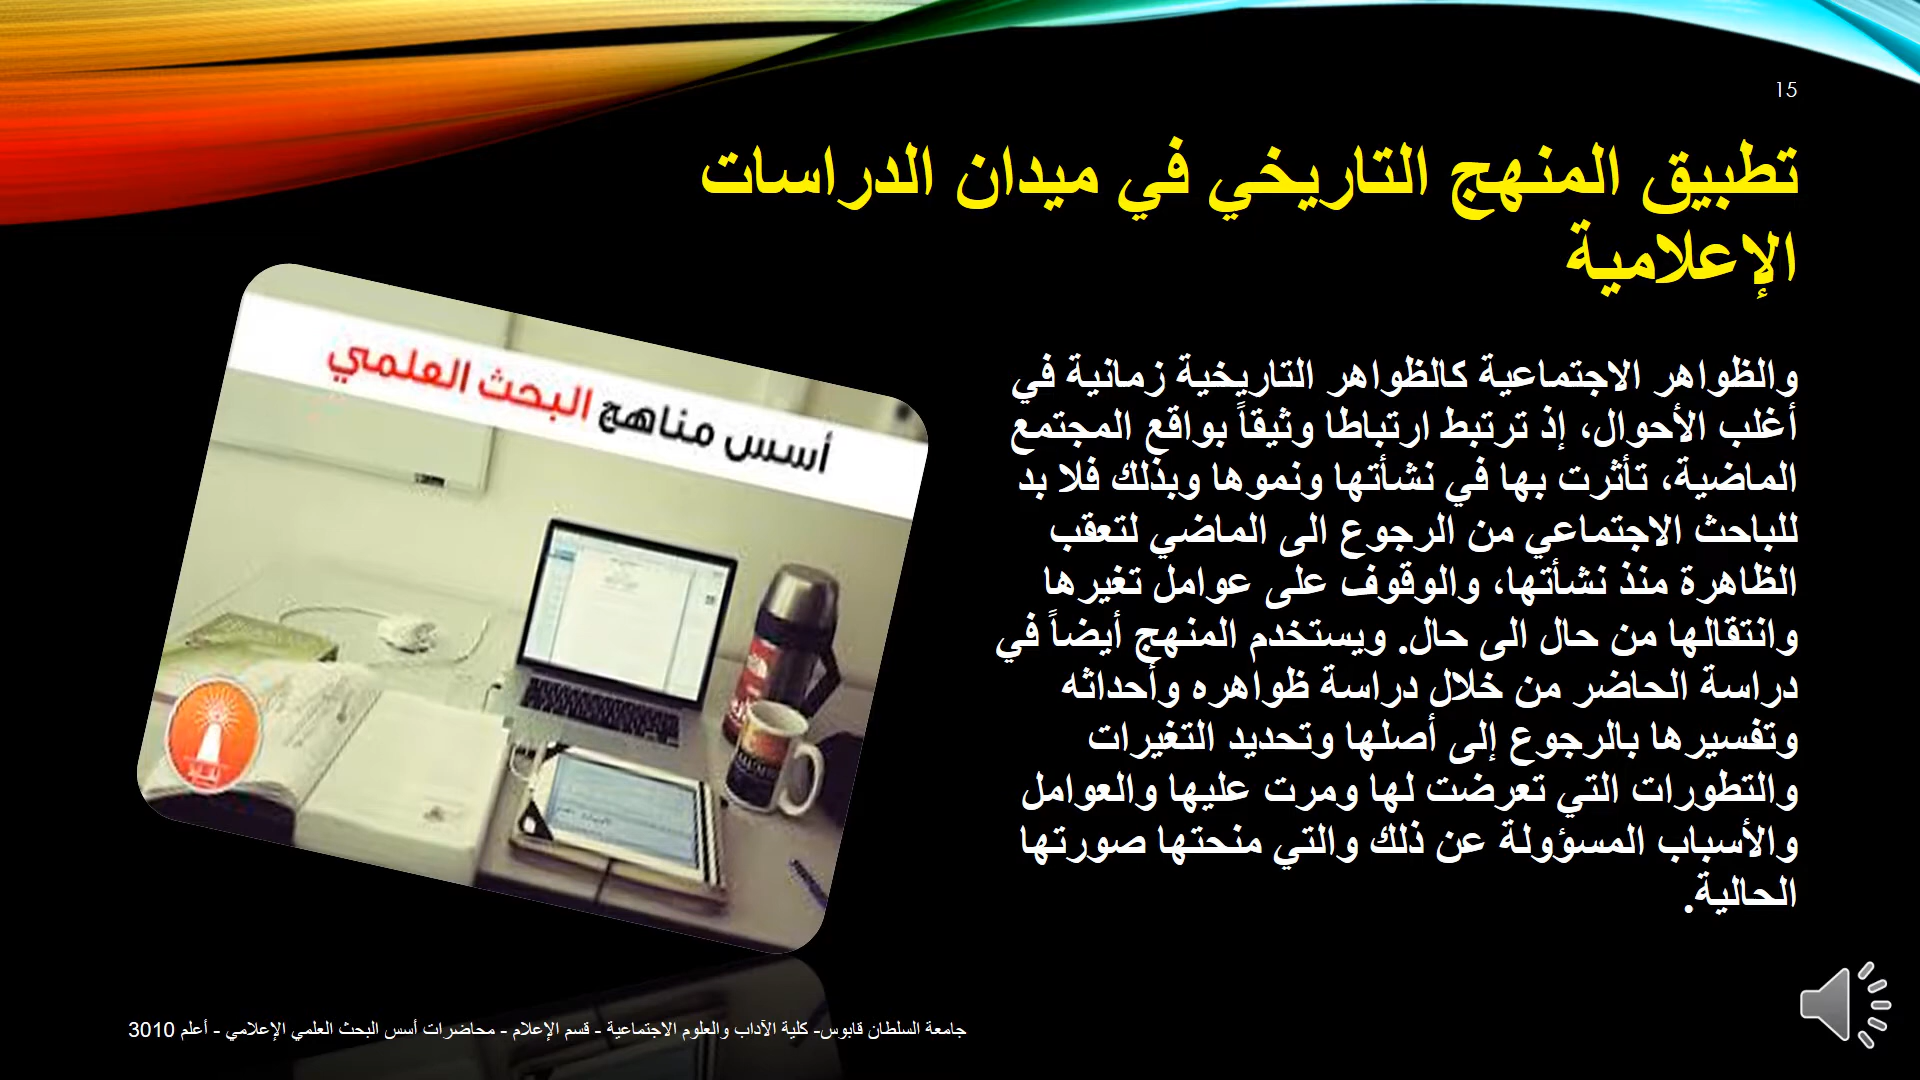 15
تطبيق المنهج التاريخي في ميدان الدراسات
الإعلامية
أسس مناهج البحث العلمي
والظواهر الاجتماعية كالظواهر التاريخية زمانية في
أغلب الأحوال، إذ ترتبط ارتباطا وثيقاً بواقع المجتمع
الماضية، تأثرت بها في نشأتها ونموها وبذلك فلا بد
للباحث الاجتماعي من الرجوع الى الماضي لتعقب
الظاهرة منذ نشأتها، والوقوف على عوامل تغيرها
وانتقالها من حال الى حال. ويستخدم المنهج أيضاً في
دراسة الحاضر من خلال دراسة ظواهره وأحداثه
وتفسيرها بالرجوع إلى أصلها وتحديد التغيرات
والتطورات التي تعرضت لها ومرت عليها والعوامل
والأسباب المسؤولة عن ذلك والتي منحتها صورتها
الحالية.
جامعة السلطان قابوس- كلية الآداب والعلوم الاجتماعية - قسم الإعلام - محاضرات أسس البحث العلمي الإعلامي - أعلم 3010